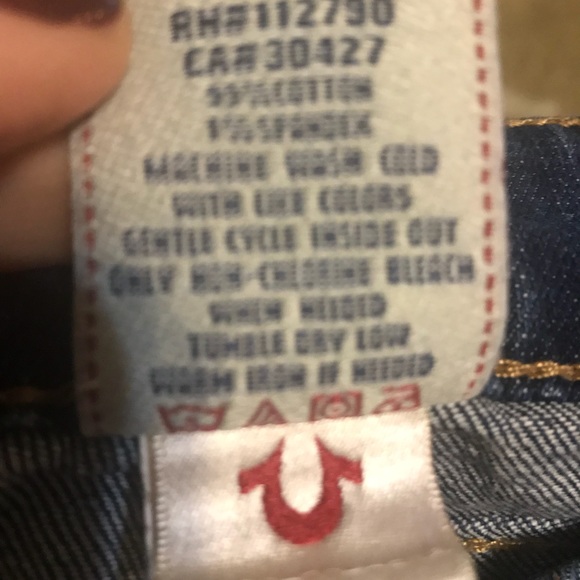 RN#112790
CA#30427
99%COTTON
1%SPANDEX
MACHINE WASH COLD
WITH LIKE COLORS
GENTLE CYCLE INSIDE OUT
ONLY NON-CHLORINE BLEACH
WHEN NEEDED
TUMBLE DRY LOW
WARM IRON IF NEEDED